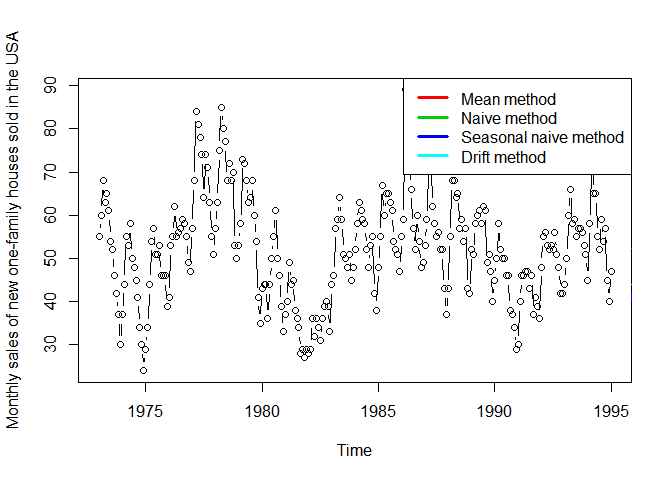 Monthly sales of new one-family houses sold in the USA
90
80
70
60
50
40
30
Mean method
Naive method
Seasonal naive method
Drift method
1975
1980
1985
1990
1995
Time